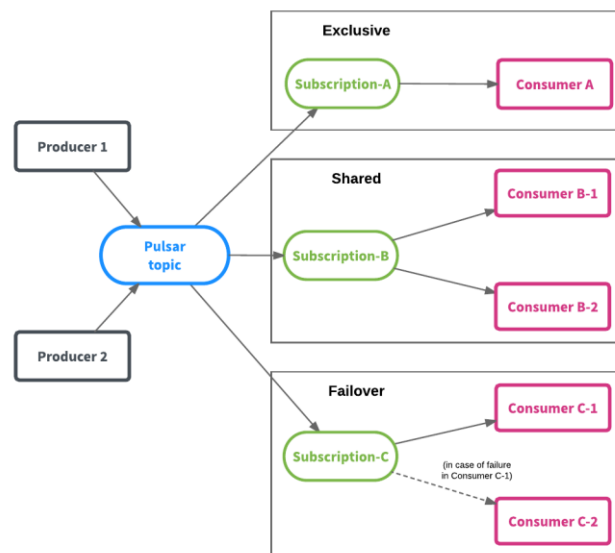 Exclusive
Subscription-A
Consumer A
Producer 1
Shared
Consumer B-1
Pulsar
topic
Subscription-B
Consumer B-2
Producer 2
Failover
Consumer C-1
Subscription-C
(in case of failure
in Consumer C-1)
Consumer C-2